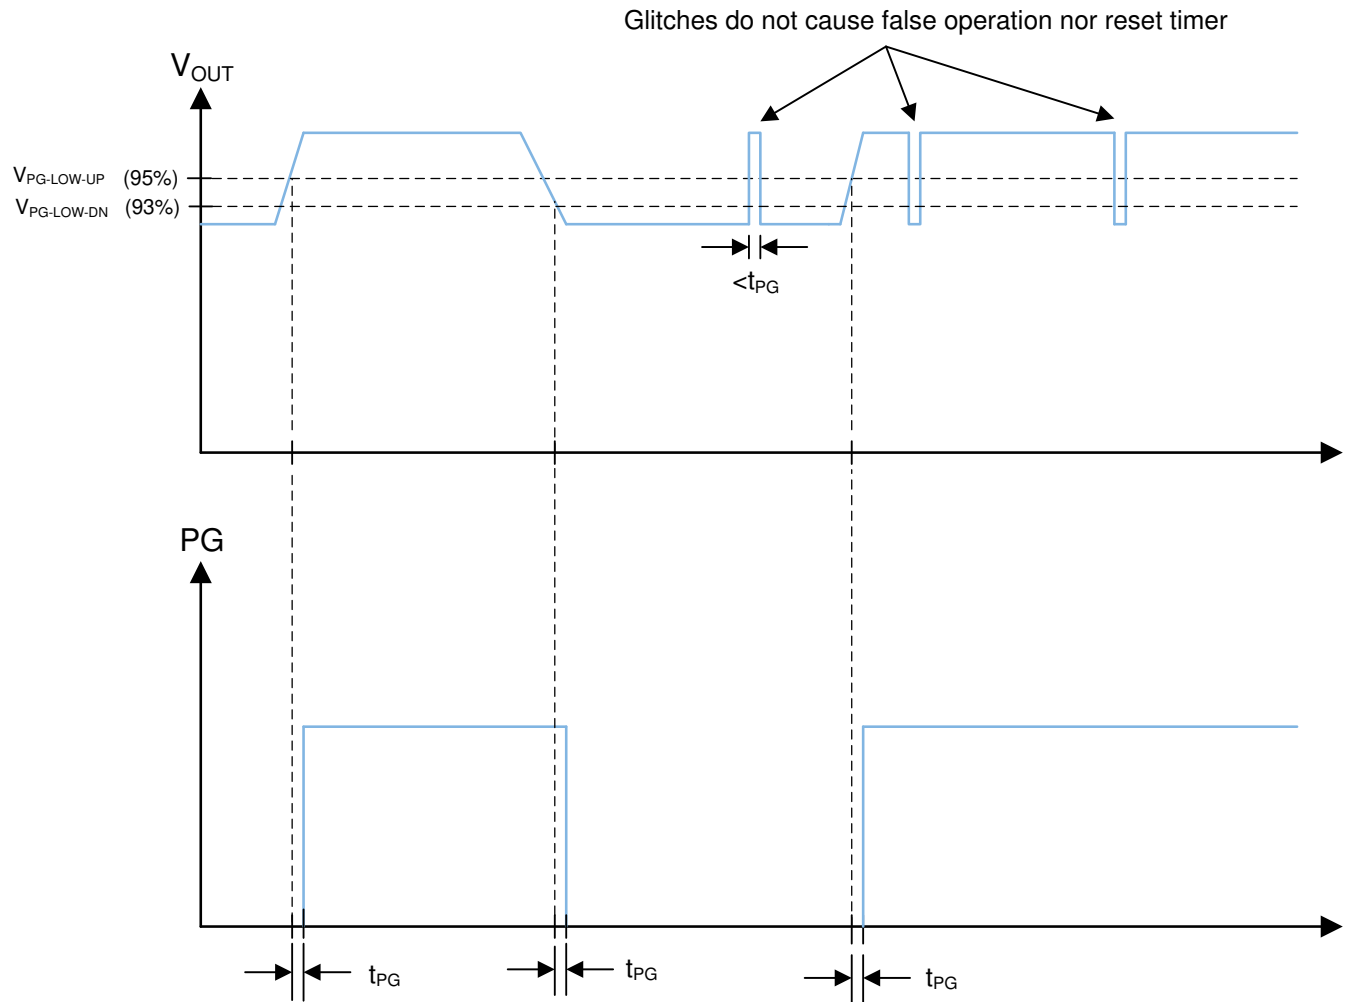 Glitches do not cause false operation nor reset timer
VOUT
VPG-LOW-UP (95%)
VPG-LOW-DN (93%)
<tPG
PG
tPG
tPG
tPG